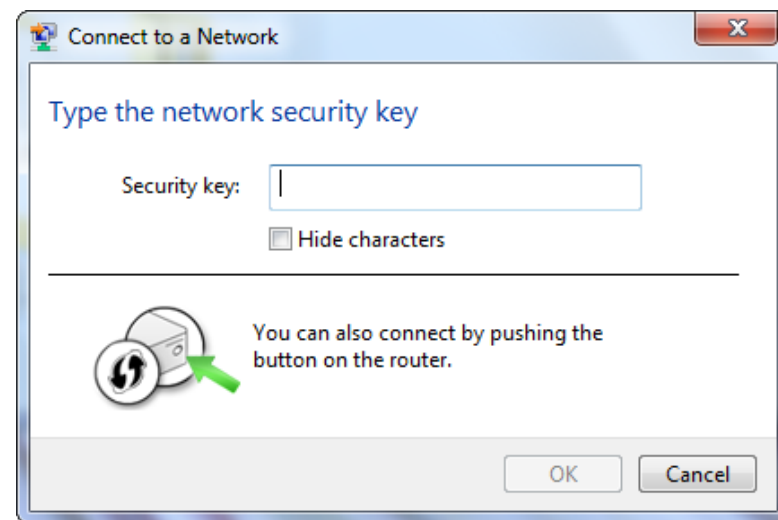 Connect to a Network
Type the network security key
Security key:
Hide characters
You can also connect by pushing the
button on the router.
OK
Cancel